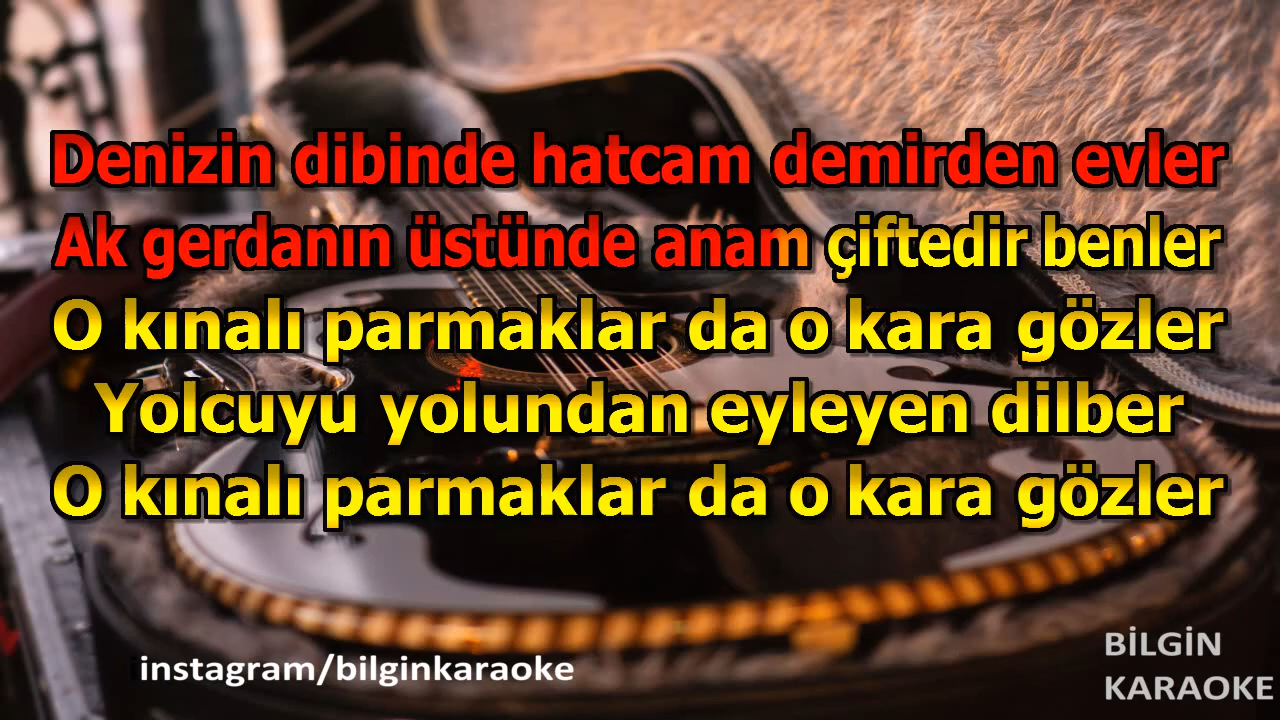 Denizin dibinde hatcam demirden evler
Ak gerdanın üstünde anam çiftedir benler
O kınalı parmaklar da o kara gözler
Yolcuyu yolundan eyleyen dilber
O kınalı parmaklar da o kara gözler
instagram/bilginkaraoke
BİLGİN
KARAOKE